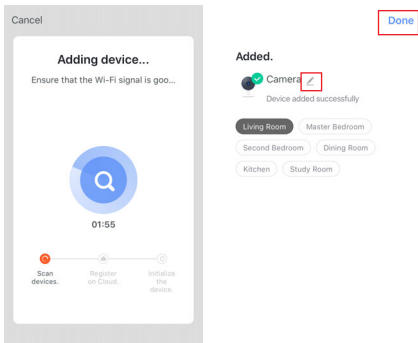 Cancel
Adding device...
Ensure that the Wi-Fi signal is goo...
01:55
Scan
devices.
Register
on Cloud.
Initialize
the
device.
Done
Added.
Camera
Device added successfully
Living Room Master Bedroom
Second Bedroom Dining Room
Kitchen Study Room